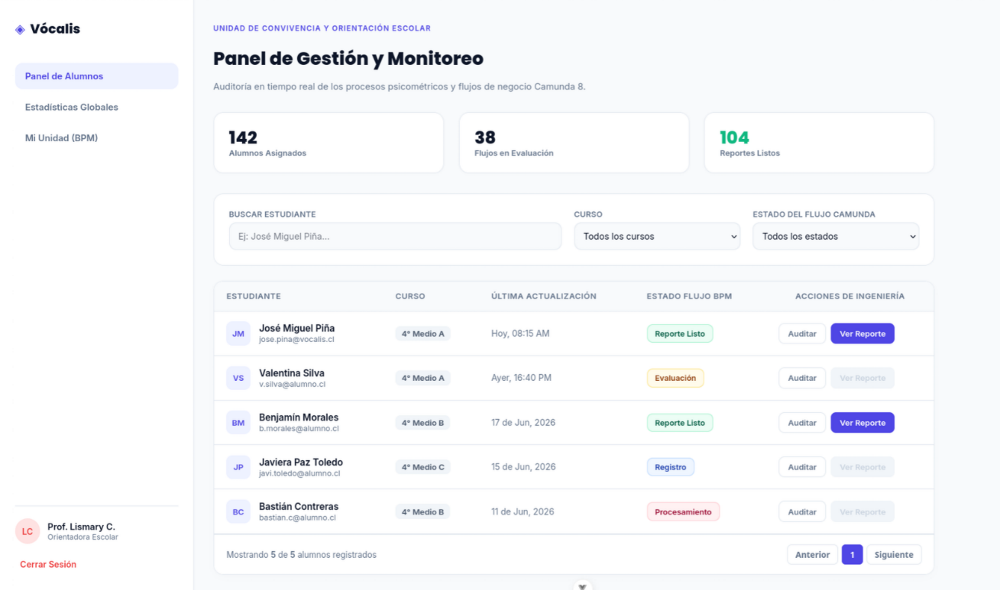 Vócalis
Panel de Alumnos
Estadísticas Globales
Mi Unidad (BPM)
LC
Prof. Lismary C.
Orientadora Escolar
Cerrar Sesión
UNIDAD DE CONVIVENCIA Y ORIENTACIÓN ESCOLAR
Panel de Gestión y Monitoreo
Auditoría en tiempo real de los procesos psicométricos y flujos de negocio Camunda 8.
142
Alumnos Asignados
38
Flujos en Evaluación
104
Reportes Listos
BUSCAR ESTUDIANTE
Ej: José Miguel Piña...
CURSO
Todos los cursos
ESTADO DEL FLUJO CAMUNDA
Todos los estados
ESTUDIANTE CURSO ÚLTIMA ACTUALIZACIÓN ESTADO FLUJO BPM ACCIONES DE INGENIERÍA
JM José Miguel Piña 4° Medio A Hoy, 08:15 AM Reporte Listo Auditar Ver Reporte
jose.pina@vocalis.cl
VS Valentina Silva 4° Medio A Ayer, 16:40 PM Evaluación Auditar Ver Reporte
v.silva@alumno.cl
BM Benjamín Morales 4° Medio B 17 de Jun, 2026 Reporte Listo Auditar Ver Reporte
b.morales@alumno.cl
JP Javiera Paz Toledo 4° Medio C 15 de Jun, 2026 Registro Auditar Ver Reporte
javi.toledo@alumno.cl
BC Bastián Contreras 4° Medio B 11 de Jun, 2026 Procesamiento Auditar Ver Reporte
bastian.c@alumno.cl
Mostrando 5 de 5 alumnos registrados
Anterior 1 Siguiente